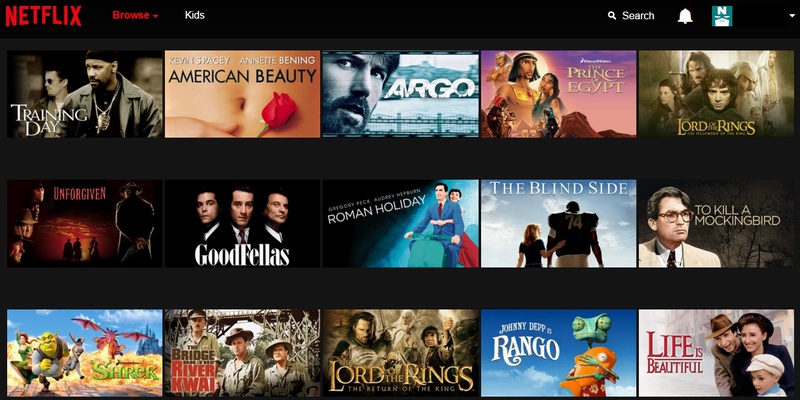 NETFLIX
Browse
Kids
Search
TRAINING
DAY
KEVIN SPACEY ANNETTE BENING
AMERICAN BEAUTY
ARGO
DREAMWORKS
THE
PRINCE
OF
EGYPT
THE
LORD OF THE RINGS
THE FELLOWSHIP OF THE RING
UNFORGIVEN
GOODFELLAS
GREGORY PECK AUDREY HEPBURN
ROMAN HOLIDAY
THE BLIND SIDE
74
TO KILL A
MOCKINGBIRD
SHREK
THE
BRIDGE
ON THE
RIVER
KWAI
THE
LORD OF THE RINGS
THE RETURN OF THE KING
JOHNNY DEPP IS
RANGO
LIFE IS
BEAUTIFUL